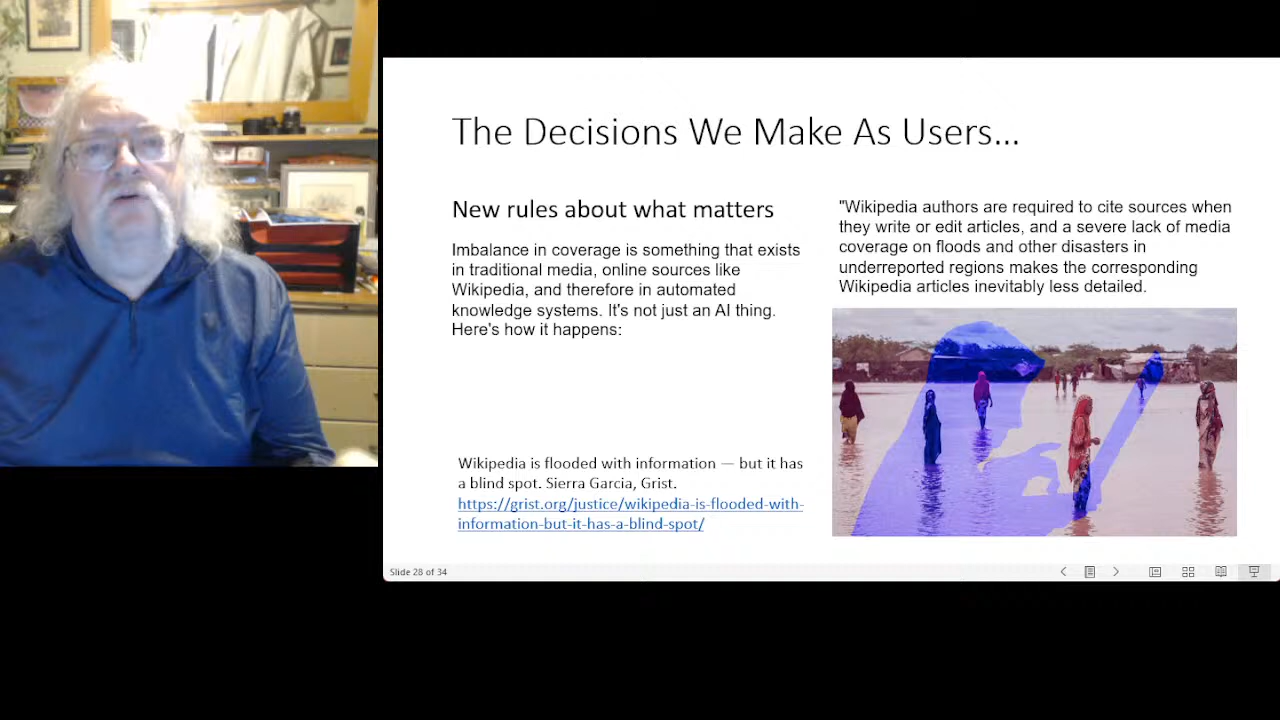 The Decisions We Make As Users...
New rules about what matters
Imbalance in coverage is something that exists
in traditional media, online sources like
Wikipedia, and therefore in automated
knowledge systems. It's not just an AI thing.
Here's how it happens:
Wikipedia is flooded with information — but it has
a blind spot. Sierra Garcia, Grist.
https://grist.org/justice/wikipedia-is-flooded-with-
information-but-it-has-a-blind-spot/
"Wikipedia authors are required to cite sources when
they write or edit articles, and a severe lack of media
coverage on floods and other disasters in
underreported regions makes the corresponding
Wikipedia articles inevitably less detailed.
Slide 28 of 34